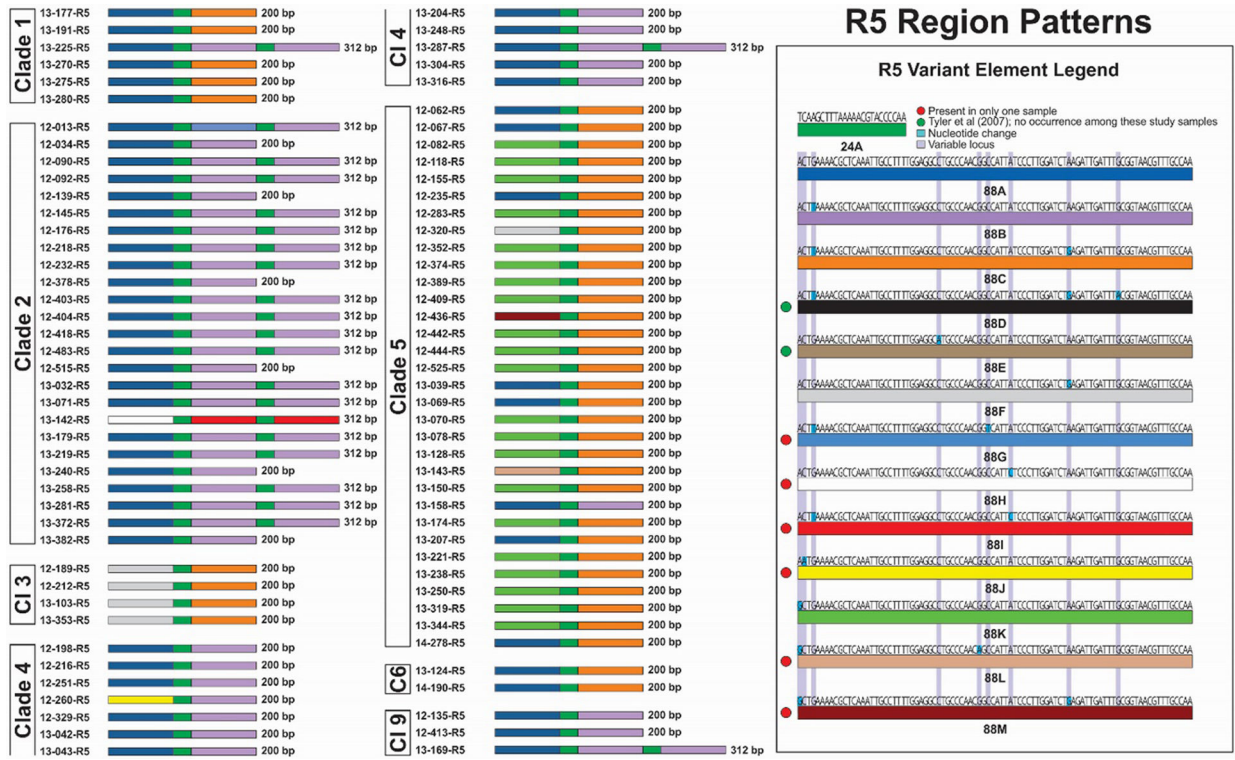 Clade 1
13-177-R5 200 bp
13-191-R5 200 bp
13-225-R5 312 bp
13-270-R5 200 bp
13-275-R5 200 bp
13-280-R5 200 bp
Clade 2
12-013-R5 312 bp
12-034-R5 200 bp
12-090-R5 312 bp
12-092-R5 312 bp
12-139-R5 200 bp
12-145-R5 312 bp
12-176-R5 312 bp
12-218-R5 312 bp
12-232-R5 312 bp
12-378-R5 200 bp
12-403-R5 312 bp
12-404-R5 312 bp
12-418-R5 312 bp
12-483-R5 312 bp
12-515-R5 200 bp
13-032-R5 312 bp
13-071-R5 312 bp
13-142-R5 312 bp
13-179-R5 312 bp
13-219-R5 312 bp
13-240-R5 200 bp
13-258-R5 312 bp
13-281-R5 312 bp
13-372-R5 312 bp
13-382-R5 200 bp
Cl 3
12-189-R5 200 bp
12-212-R5 200 bp
13-103-R5 200 bp
13-353-R5 200 bp
Clade 4
12-198-R5 200 bp
12-216-R5 200 bp
12-251-R5 200 bp
12-260-R5 200 bp
12-329-R5 200 bp
13-042-R5 200 bp
13-043-R5 200 bp
Cl 4
13-204-R5 200 bp
13-248-R5 200 bp
13-287-R5 312 bp
13-304-R5 200 bp
13-316-R5 200 bp
Clade 5
12-062-R5 200 bp
12-067-R5 200 bp
12-082-R5 200 bp
12-118-R5 200 bp
12-155-R5 200 bp
12-235-R5 200 bp
12-283-R5 200 bp
12-320-R5 200 bp
12-352-R5 200 bp
12-374-R5 200 bp
12-389-R5 200 bp
12-409-R5 200 bp
12-436-R5 200 bp
12-442-R5 200 bp
12-444-R5 200 bp
12-525-R5 200 bp
13-039-R5 200 bp
13-069-R5 200 bp
13-070-R5 200 bp
13-078-R5 200 bp
13-128-R5 200 bp
13-143-R5 200 bp
13-150-R5 200 bp
13-158-R5 200 bp
13-174-R5 200 bp
13-207-R5 200 bp
13-221-R5 200 bp
13-238-R5 200 bp
13-250-R5 200 bp
13-319-R5 200 bp
13-344-R5 200 bp
14-278-R5 200 bp
C6
13-124-R5 200 bp
14-190-R5 200 bp
Cl 9
12-135-R5 200 bp
12-413-R5 200 bp
13-169-R5 312 bp
R5 Region Patterns
R5 Variant Element Legend
TCAAGCTTTAAAAACGTACCCCAA
24A
Present in only one sample
Tyler et al (2007); no occurrence among these study samples
Nucleotide change
Variable locus
ACTGAAAACGCTCAAATTGCCTTTTGGAGGCCTGCCCAACGGCCATTATCCCTTGGATCTAAGATTGATTTGCGGTAACGTTTGCCAA
88A
ACTTAAAACGCTCAAATTGCCTTTTGGAGGCCTGCCCAACGGCCATTATCCCTTGGATCTAAGATTGATTTGCGGTAACGTTTGCCAA
88B
ACTTAAAACGCTCAAATTGCCTTTTGGAGGCCTGCCCAACGGCCATTATCCCTTGGATCTGAGATTGATTTGCGGTAACGTTTGCCAA
88C
ACTTAAAACGCTCAAATTGCCTTTTGGAGGCCTGCCCAACGGCCATTATCCCTTGGATCTGAGATTGATTTACGGTAACGTTTGCCAA
88D
ACTGAAAACGCTCAAATTGCCTTTTGGAGGCATGCCCAACGGCCATTATCCCTTGGATCTAAGATTGATTTGCGGTAACGTTTGCCAA
88E
ACTGAAAACGCTCAAATTGCCTTTTGGAGGCCTGCCCAACGGCCATTATCCCTTGGATCTGAGATTGATTTGCGGTAACGTTTGCCAA
88F
ACTTAAAACGCTCAAATTGCCTTTTGGAGGCCTGCCCAACGGTCATTATCCCTTGGATCTAAGATTGATTTGCGGTAACGTTTGCCAA
88G
ACTGAAAACGCTCAAATTGCCTTTTGGAGGCCTGCCCAACGGCCATTCTCCCTTGGATCTAAGATTGATTTGCGGTAACGTTTGCCAA
88H
ACTTAAAACGCTCAAATTGCCTTTTGGAGGCCTGCCCAACGGCCATTCTCCCTTGGATCTAAGATTGATTTGCGGTAACGTTTGCCAA
88I
AATGAAAACGCTCAAATTGCCTTTTGGAGGCCTGCCCAACGGCCATTATCCCTTGGATCTAAGATTGATTTGCGGTAACGTTTGCCAA
88J
GCTGAAAACGCTCAAATTGCCTTTTGGAGGCCTGCCCAACGGCCATTATCCCTTGGATCTAAGATTGATTTGCGGTAACGTTTGCCAA
88K
GCTGAAAACGCTCAAATTGCCTTTTGGAGGCCTGCCCAACAGCCATTATCCCTTGGATCTAAGATTGATTTGCGGTAACGTTTGCCAA
88L
GCTGAAAACGCTCAAATTGCCTTTTGGAGGCCTGCCCAACGGCCATTATCCCTTGGATCTGAGATTGATTTGCGGTAACGTTTGCCAA
88M